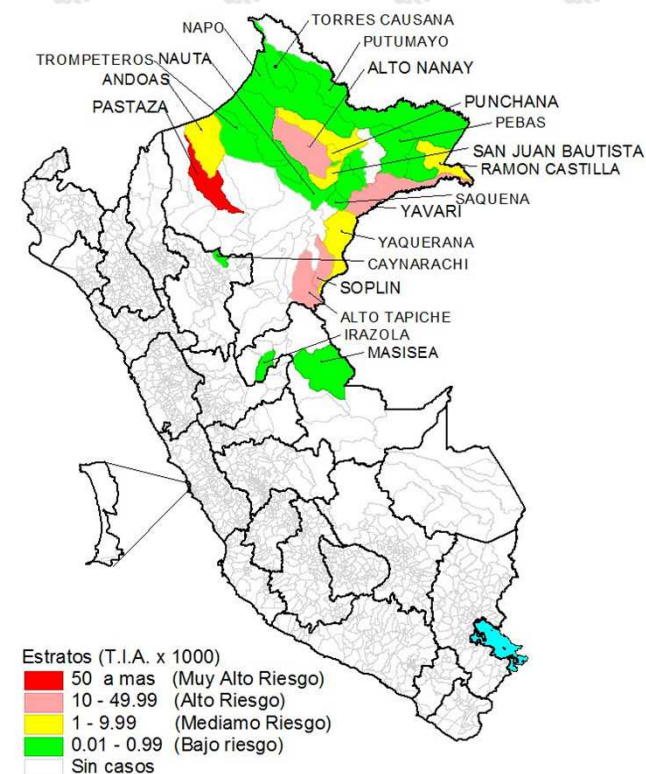 TORRES CAUSANA
NAPO
PUTUMAYO
TROMPETEROS
NAUTA
ALTO NANAY
ANDOAS
PASTAZA
PUNCHANA
PEBAS
SAN JUAN BAUTISTA
RAMON CASTILLA
SAQUENA
YAVARI
YAQUERANA
CAYNARACHI
SOPLIN
ALTO TAPICHE
IRAZOLA
MASISEA
Estratos (T.I.A. x 1000)
50 a mas (Muy Alto Riesgo)
10 - 49.99 (Alto Riesgo)
1 - 9.99 (Mediamo Riesgo)
0.01 - 0.99 (Bajo riesgo)
Sin casos